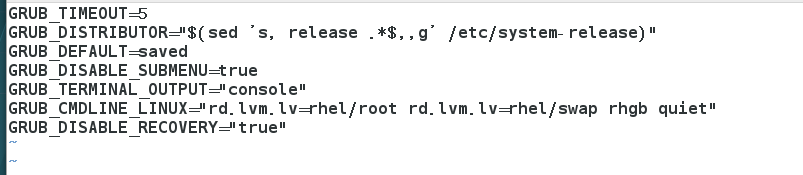 GRUB_TIMEOUT=5
GRUB_DISTRIBUTOR="$(sed 's, release .*$,,g' /etc/system-release)"
GRUB_DEFAULT=saved
GRUB_DISABLE_SUBMENU=true
GRUB_TERMINAL_OUTPUT="console"
GRUB_CMDLINE_LINUX="rd.lvm.lv=rhel/root rd.lvm.lv=rhel/swap rhgb quiet"
GRUB_DISABLE_RECOVERY="true"
~
~